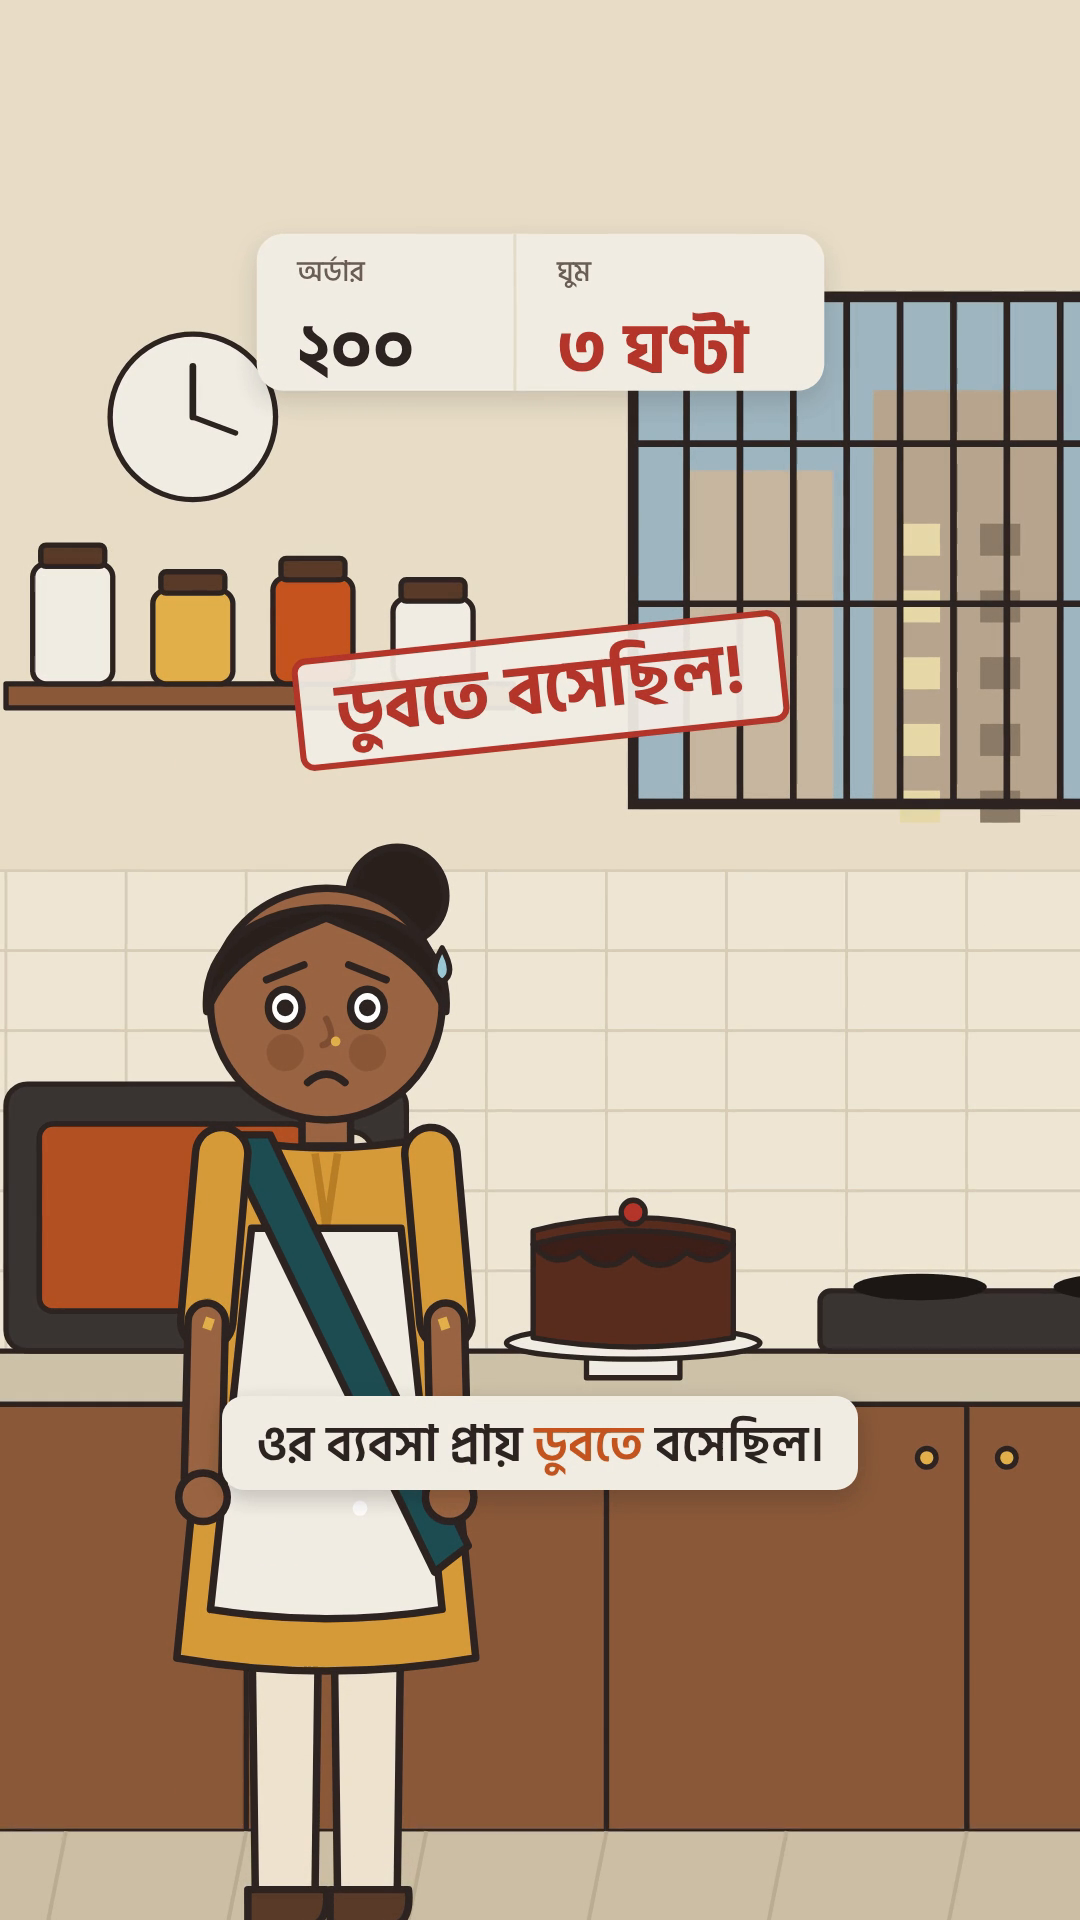 অর্ডার
২০০
ঘুম
৩ ঘণ্টা
ডুবতে বসেছিল!
ওর ব্যবসা প্রায় ডুবতে বসেছিল।